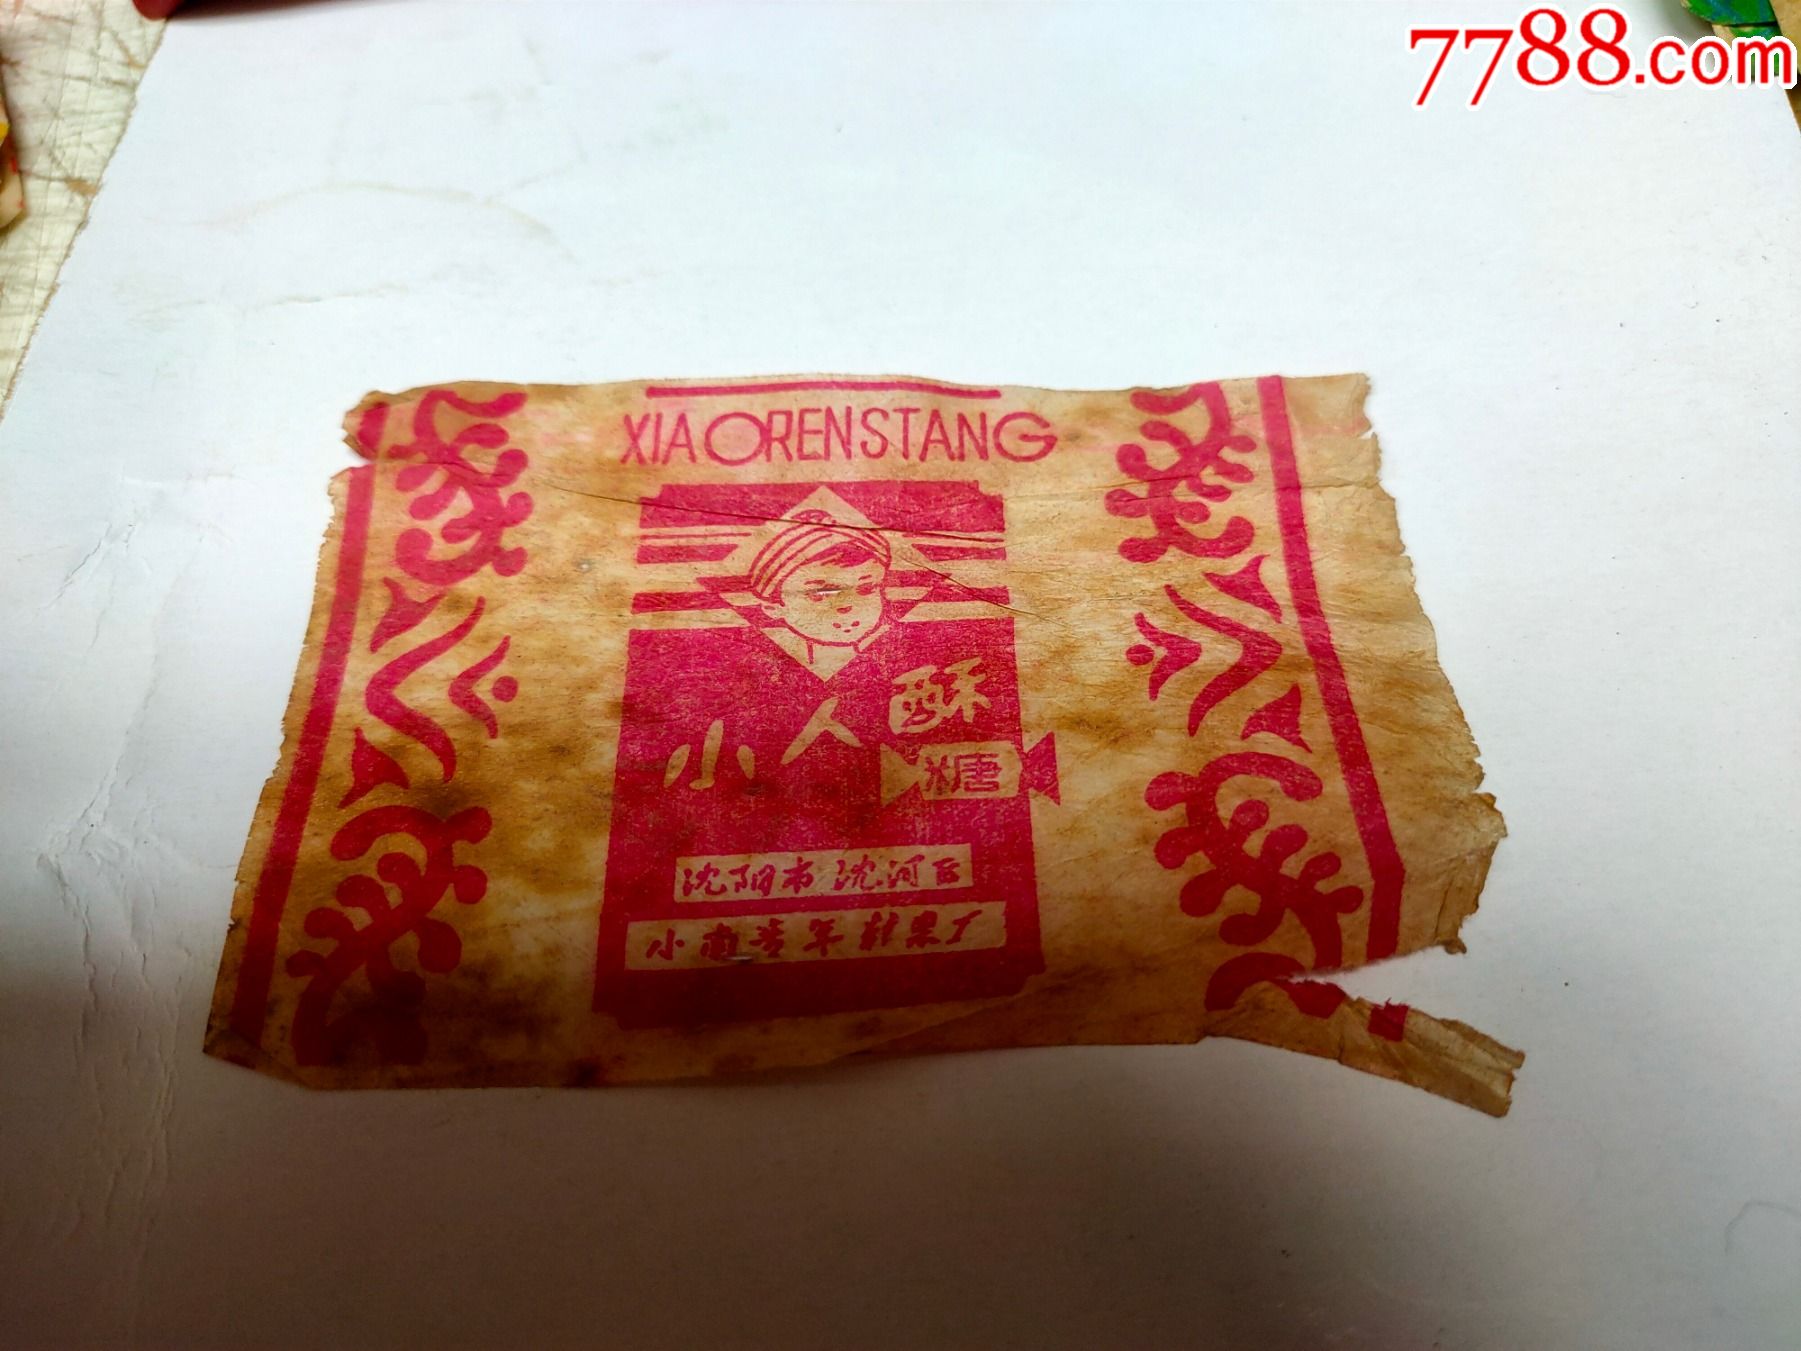 7788.com
XIAORENSTANG
小人酥
糖
沈阳市沈河区
小南青年糖果厂